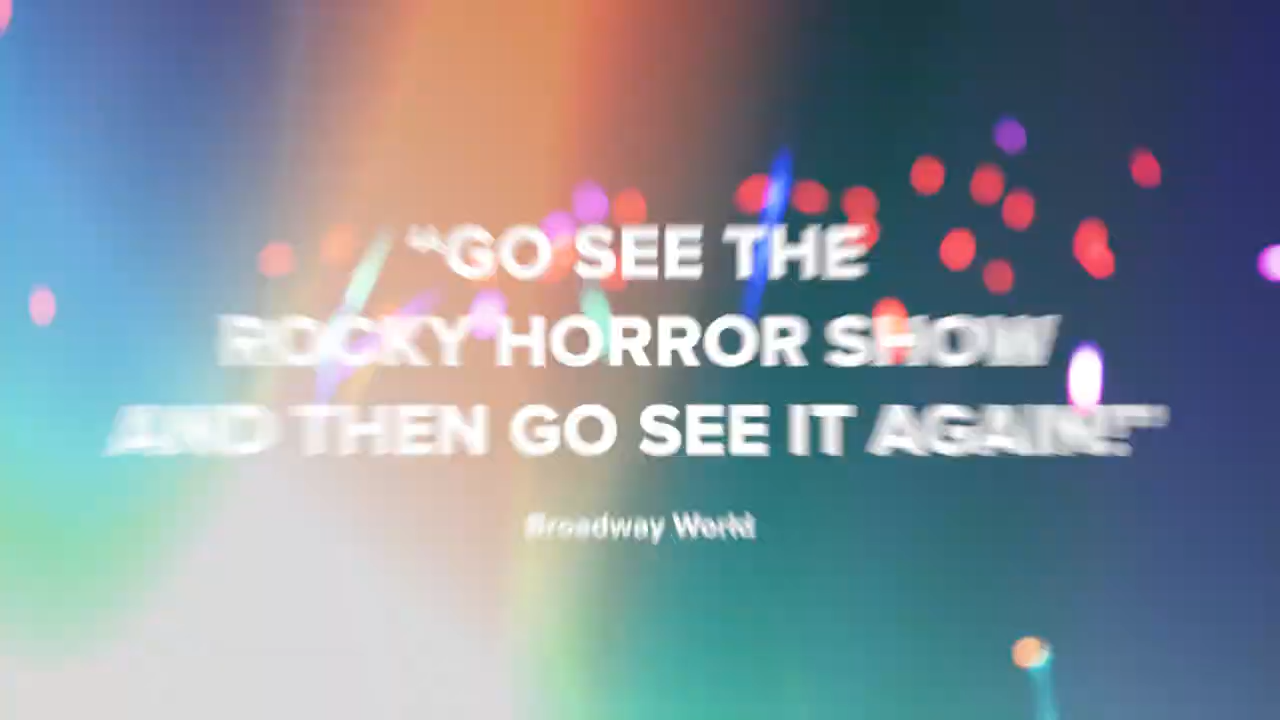 “GO SEE THE
ROCKY HORROR SHOW
AND THEN GO SEE IT AGAIN!”
Broadway World